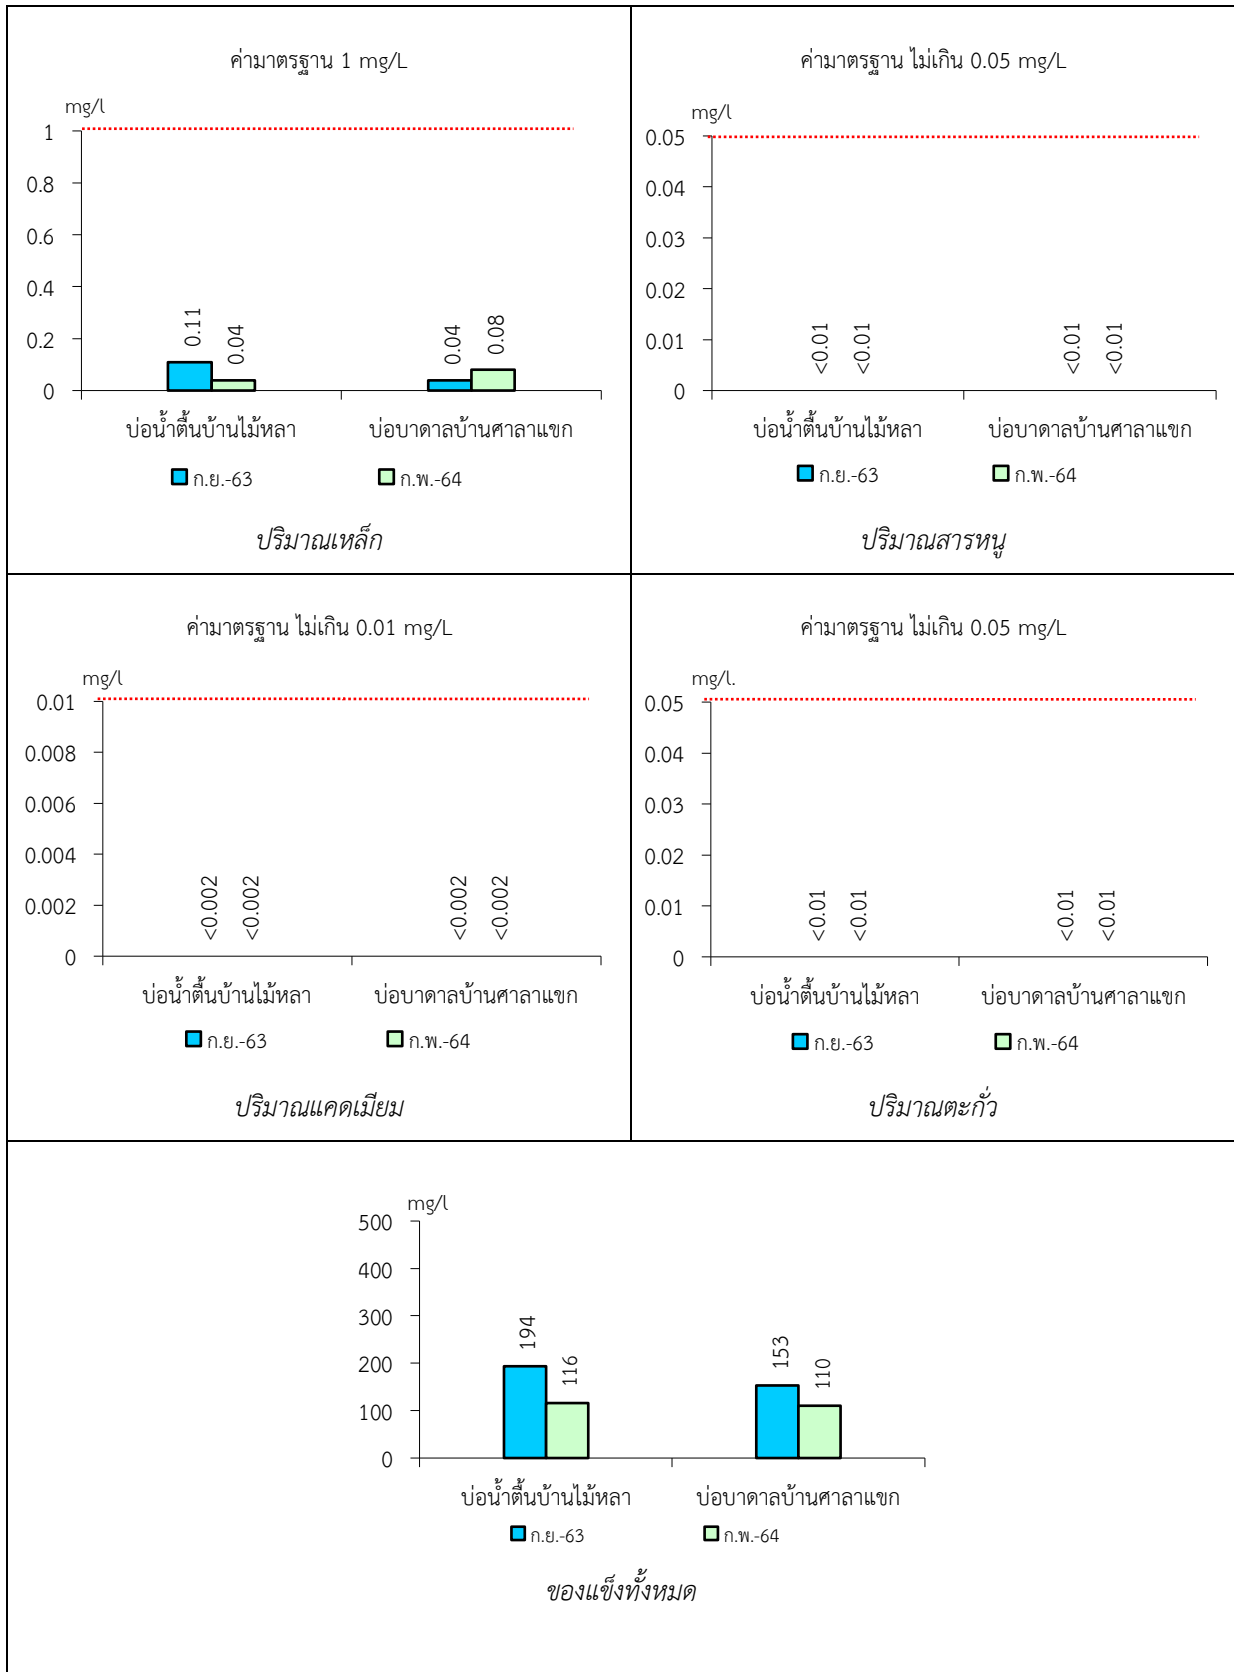 ค่ามาตรฐาน 1 mg/L
mg/l
1
0.8
0.6
0.4
0.2
0
0.11
0.04
0.04
0.08
บ่อน้ำตื้นบ้านไม้หลา
บ่อบาดาลบ้านศาลาแขก
ก.ย.-63
ก.พ.-64
ปริมาณเหล็ก
ค่ามาตรฐาน ไม่เกิน 0.05 mg/L
mg/l
0.05
0.04
0.03
0.02
0.01
0
<0.01
<0.01
<0.01
<0.01
บ่อน้ำตื้นบ้านไม้หลา
บ่อบาดาลบ้านศาลาแขก
ก.ย.-63
ก.พ.-64
ปริมาณสารหนู
ค่ามาตรฐาน ไม่เกิน 0.01 mg/L
mg/l
0.01
0.008
0.006
0.004
0.002
0
<0.002
<0.002
<0.002
<0.002
บ่อน้ำตื้นบ้านไม้หลา
บ่อบาดาลบ้านศาลาแขก
ก.ย.-63
ก.พ.-64
ปริมาณแคดเมียม
ค่ามาตรฐาน ไม่เกิน 0.05 mg/L
mg/l.
0.05
0.04
0.03
0.02
0.01
0
<0.01
<0.01
<0.01
<0.01
บ่อน้ำตื้นบ้านไม้หลา
บ่อบาดาลบ้านศาลาแขก
ก.ย.-63
ก.พ.-64
ปริมาณตะกั่ว
mg/l
500
400
300
200
100
0
194
116
153
110
บ่อน้ำตื้นบ้านไม้หลา
บ่อบาดาลบ้านศาลาแขก
ก.ย.-63
ก.พ.-64
ของแข็งทั้งหมด